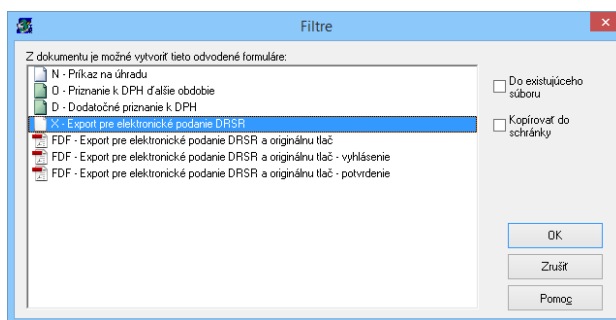 Filtre
Z dokumentu je možné vytvoriť tieto odvodené formuláre:
N - Príkaz na úhradu
O - Priznanie k DPH ďalšie obdobie
D - Dodatočné priznanie k DPH
X - Export pre elektronické podanie DRSR
FDF - Export pre elektronické podanie DRSR a originálnu tlač
FDF - Export pre elektronické podanie DRSR a originálnu tlač - vyhlásenie
FDF - Export pre elektronické podanie DRSR a originálnu tlač - potvrdenie
Do existujúceho
súboru
Kopírovať do
schránky
OK
Zrušiť
Pomoc